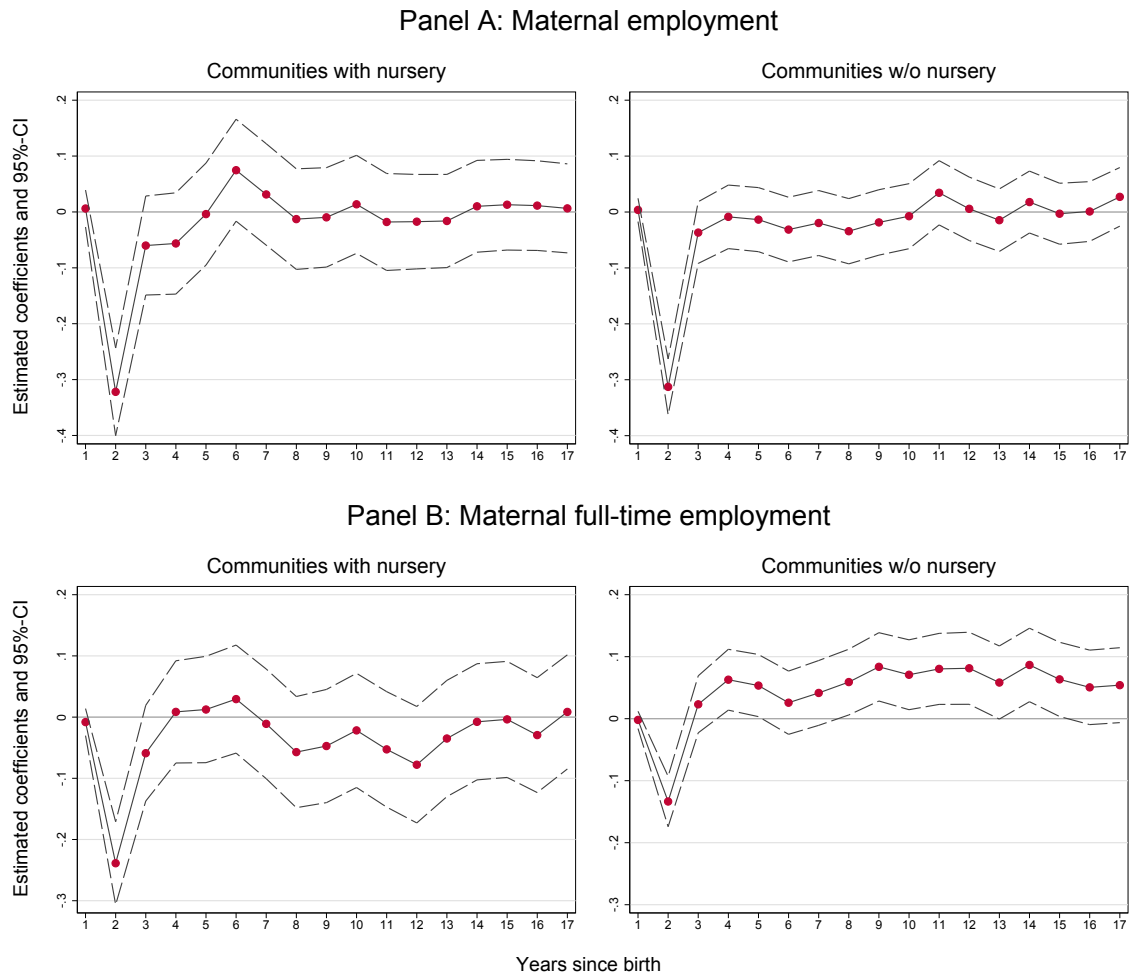 Panel A: Maternal employment
Communities with nursery
Communities w/o nursery
Estimated coefficients and 95%-CI
.2
.1
0
-.1
-.2
-.3
-.4
1 2 3 4 5 6 7 8 9 10 11 12 13 14 15 16 17
.2
.1
0
-.1
-.2
-.3
-.4
1 2 3 4 5 6 7 8 9 10 11 12 13 14 15 16 17
Panel B: Maternal full-time employment
Communities with nursery
Communities w/o nursery
Estimated coefficients and 95%-CI
.2
.1
0
-.1
-.2
-.3
1 2 3 4 5 6 7 8 9 10 11 12 13 14 15 16 17
.2
.1
0
-.1
-.2
-.3
1 2 3 4 5 6 7 8 9 10 11 12 13 14 15 16 17
Years since birth